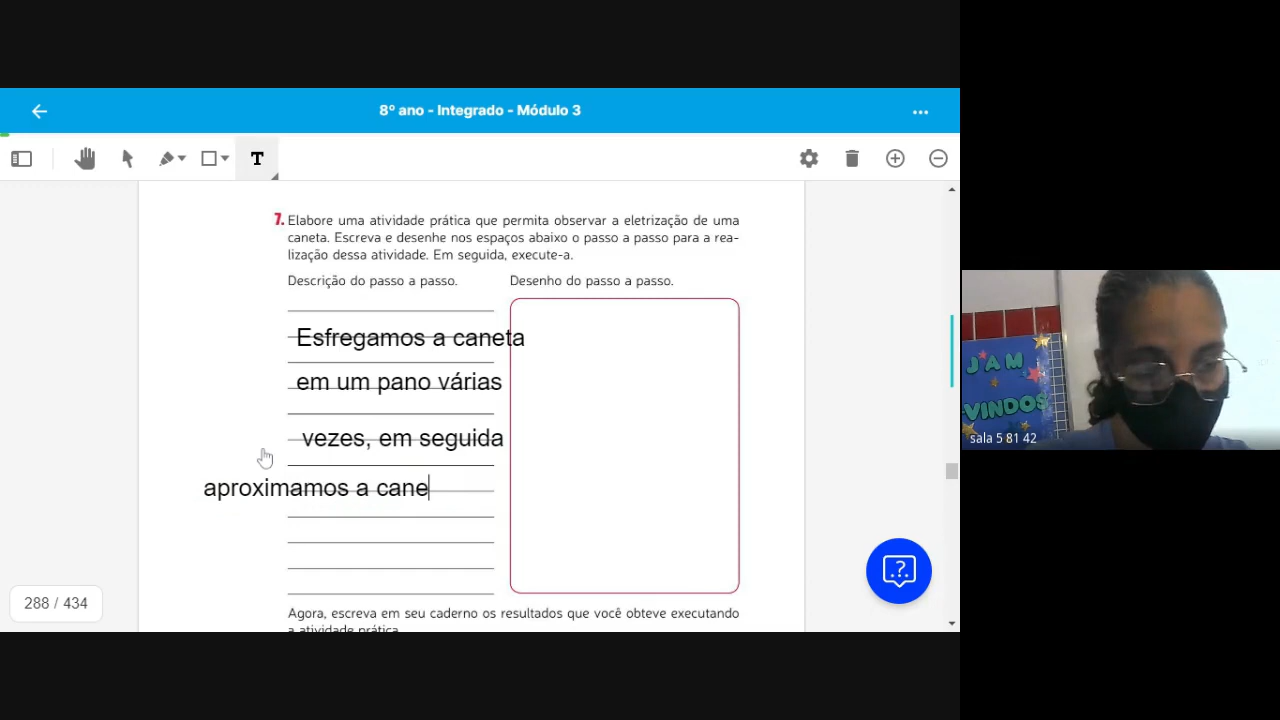 8º ano - Integrado - Módulo 3
T
7. Elabore uma atividade prática que permita observar a eletrização de uma
caneta. Escreva e desenhe nos espaços abaixo o passo a passo para a rea-
lização dessa atividade. Em seguida, execute-a.
Descrição do passo a passo.
Desenho do passo a passo.
Esfregamos a caneta
em um pano várias
vezes, em seguida
aproximamos a cane
288 / 434
Agora, escreva em seu caderno os resultados que você obteve executando
a atividade prática.
JAM
VINDOS
sala 5 81 42